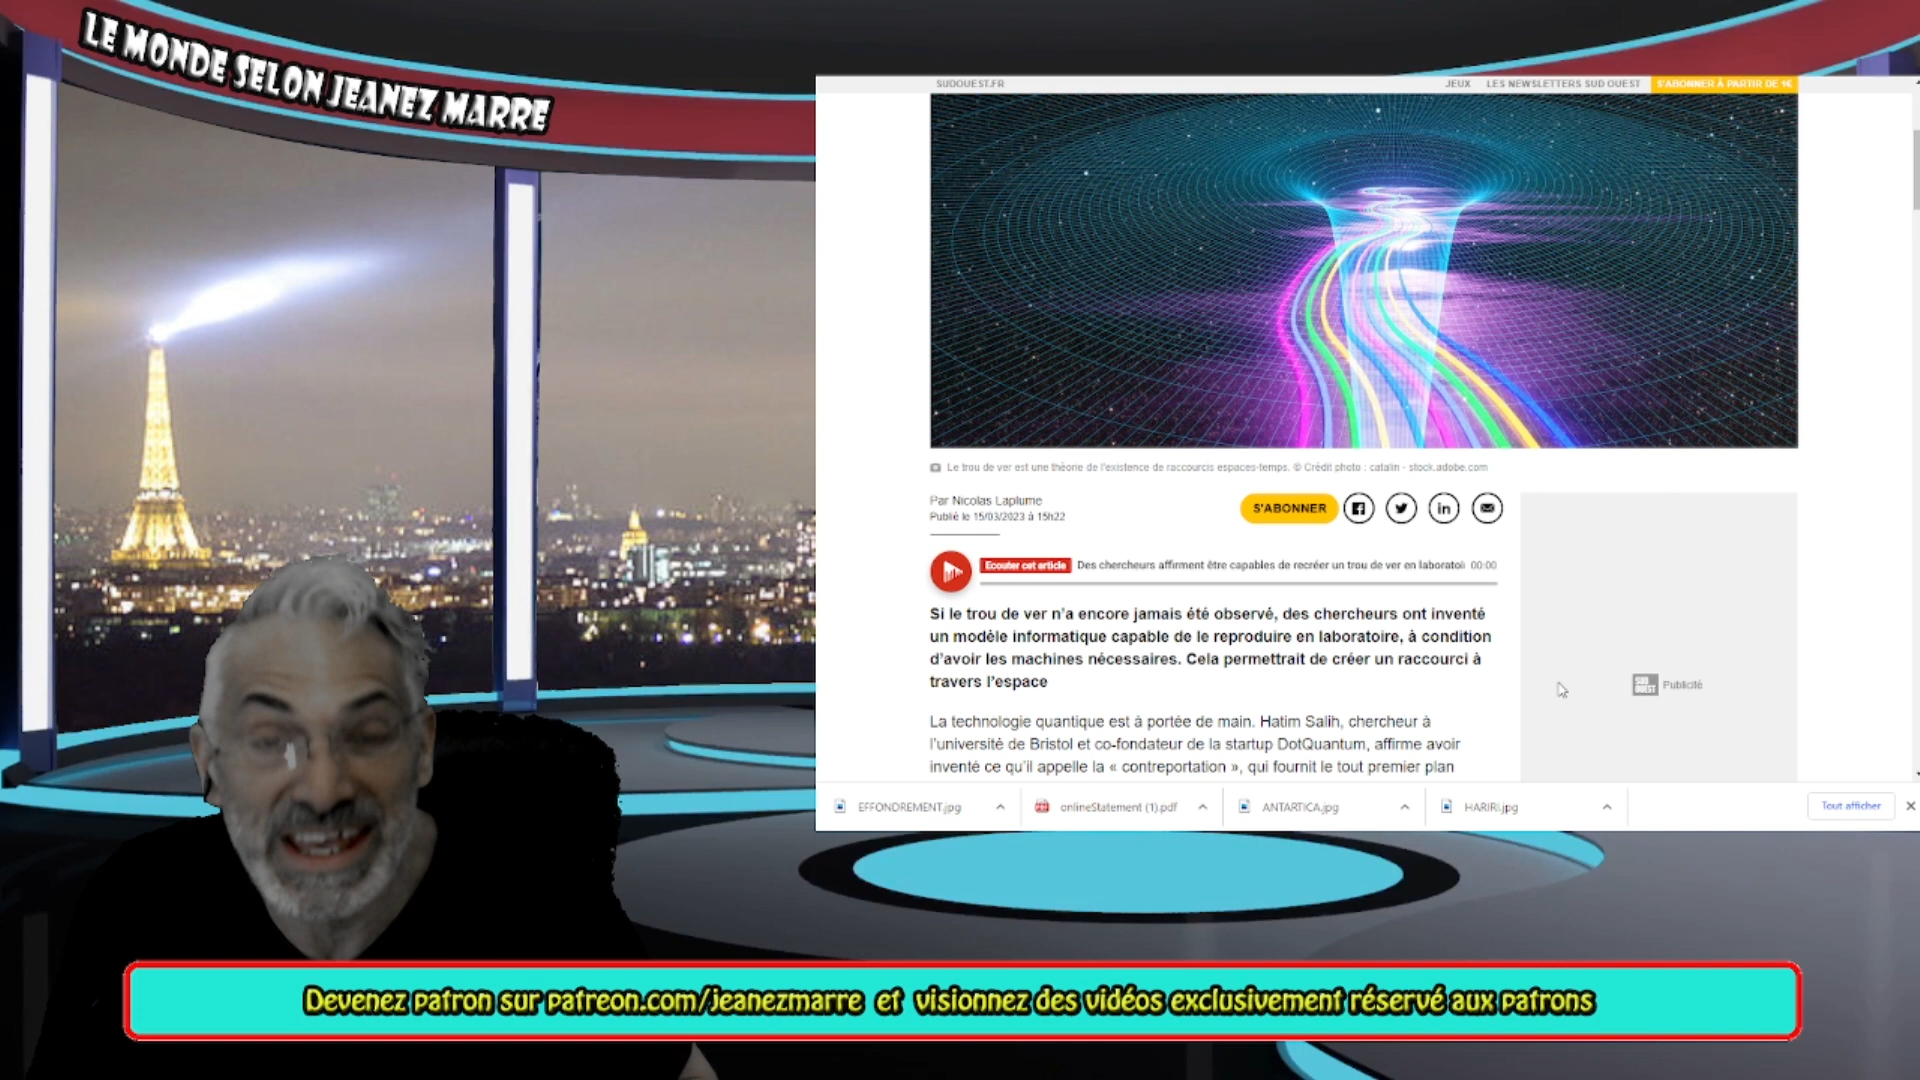 LE MONDE SELON JEANEZ MARRE
SUDOUEST.FR
JEUX LES NEWSLETTERS SUD OUEST S'ABONNER À PARTIR DE 1€
Le trou de ver est une théorie de l'existence de raccourcis espaces-temps. © Crédit photo : catalin - stock.adobe.com
Par Nicolas Laplume
Publié le 15/03/2023 à 15h22
S'ABONNER
in
Ecouter cet article Des chercheurs affirment être capables de recréer un trou de ver en laboratoi 00:00
Si le trou de ver n'a encore jamais été observé, des chercheurs ont inventé
un modèle informatique capable de le reproduire en laboratoire, à condition
d'avoir les machines nécessaires. Cela permettrait de créer un raccourci à
travers l'espace
La technologie quantique est à portée de main. Hatim Salih, chercheur à
l'université de Bristol et co-fondateur de la startup DotQuantum, affirme avoir
inventé ce qu'il appelle la « contreportation », qui fournit le tout premier plan
SUD OUEST Publicité
EFFONDREMENT.jpg onlineStatement (1).pdf ANTARTICA.jpg HARIRI.jpg Tout afficher
Devenez patron sur patreon.com/jeanezmarre et visionnez des vidéos exclusivement réservé aux patrons